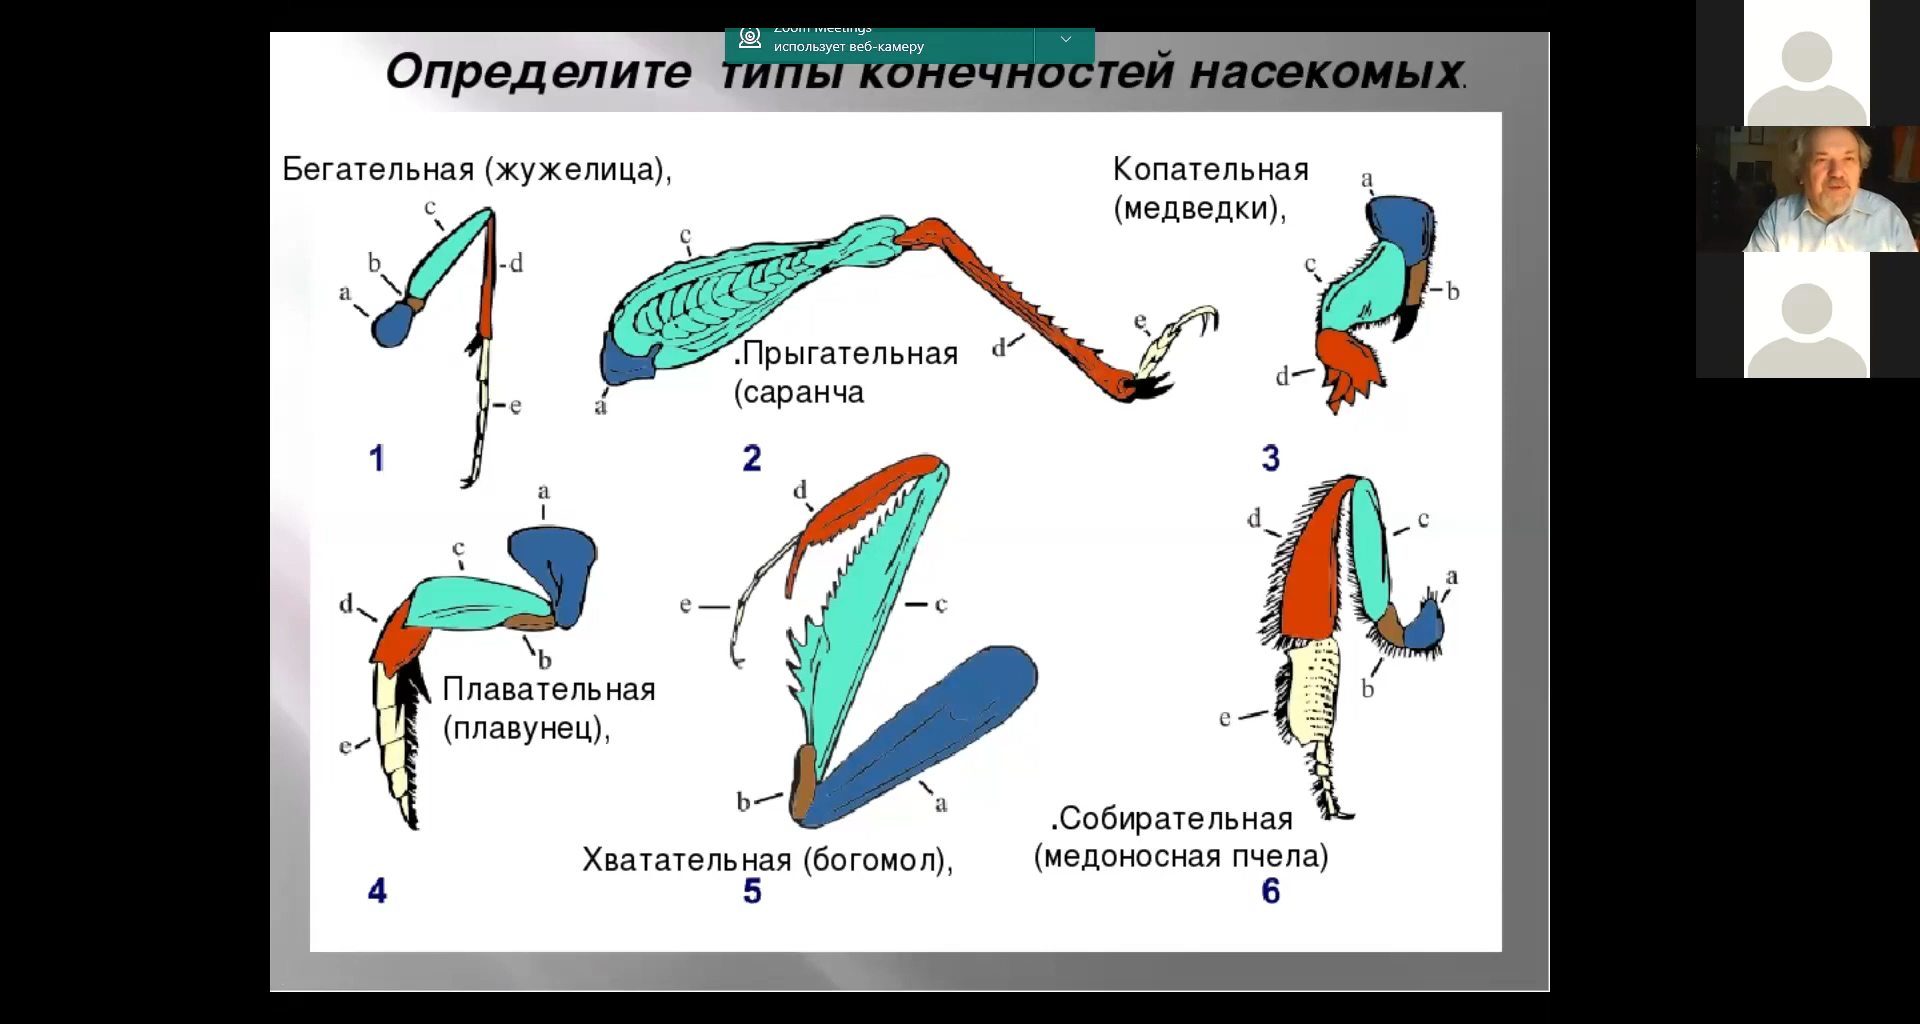 Zoom Meetings
использует веб-камеру
Определите типы конечностей насекомых.
Бегательная (жужелица),
c
b
a
d
e
1
c
a
d
e
.Прыгательная
(саранча
2
Копательная
(медведки),
a
c
b
d
3
a
c
d
b
e
Плавательная
(плавунец),
4
d
e
c
b
a
Хватательная (богомол),
5
d
c
a
b
e
.Собирательная
(медоносная пчела)
6